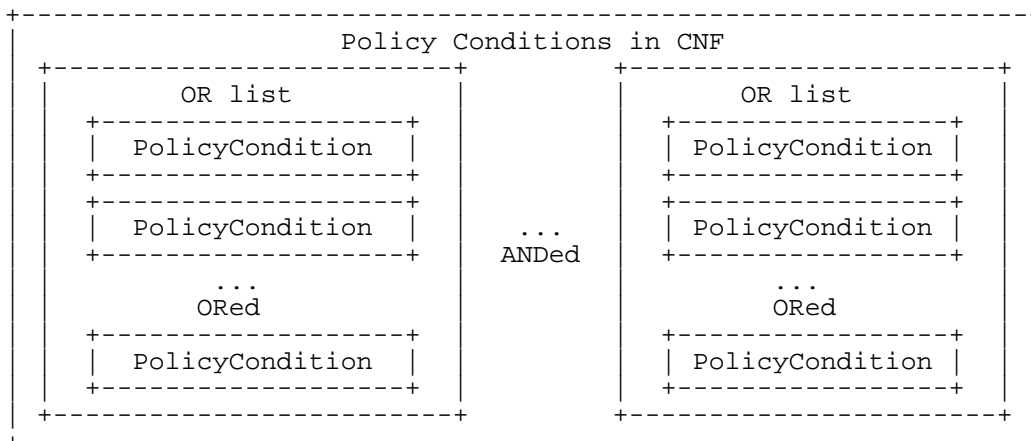 Policy Conditions in CNF
OR list OR list
PolicyCondition PolicyCondition
PolicyCondition ... PolicyCondition
ANDed
... ...
ORed ORed
PolicyCondition PolicyCondition